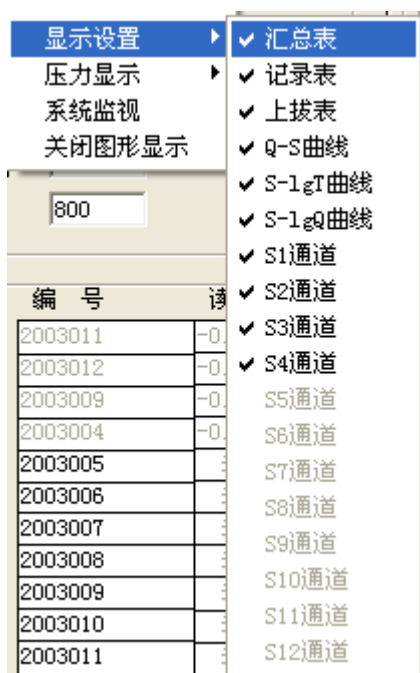 显示设置
压力显示
系统监视
关闭图形显示
汇总表
记录表
上拔表
Q-S曲线
S-lgT曲线
S-lgQ曲线
S1通道
S2通道
S3通道
S4通道
S5通道
S6通道
S7通道
S8通道
S9通道
S10通道
S11通道
S12通道
800
编 号
2003011 -0.
2003012 -0.
2003009 -0.
2003004 -0.
2003005
2003006
2003007
2003008
2003009
2003010
2003011